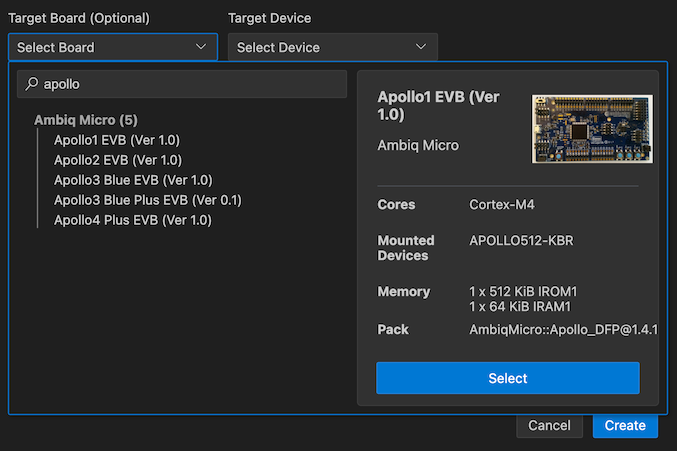 Target Board (Optional)
Target Device
Select Board
Select Device
apollo
Ambiq Micro (5)
Apollo1 EVB (Ver 1.0)
Apollo2 EVB (Ver 1.0)
Apollo3 Blue EVB (Ver 1.0)
Apollo3 Blue Plus EVB (Ver 0.1)
Apollo4 Plus EVB (Ver 1.0)
Apollo1 EVB (Ver
1.0)
Ambiq Micro
Cores
Cortex-M4
Mounted
Devices
APOLLO512-KBR
Memory
1 x 512 KiB IROM1
1 x 64 KiB IRAM1
Pack
AmbiqMicro::Apollo_DFP@1.4.1
Select
Cancel
Create